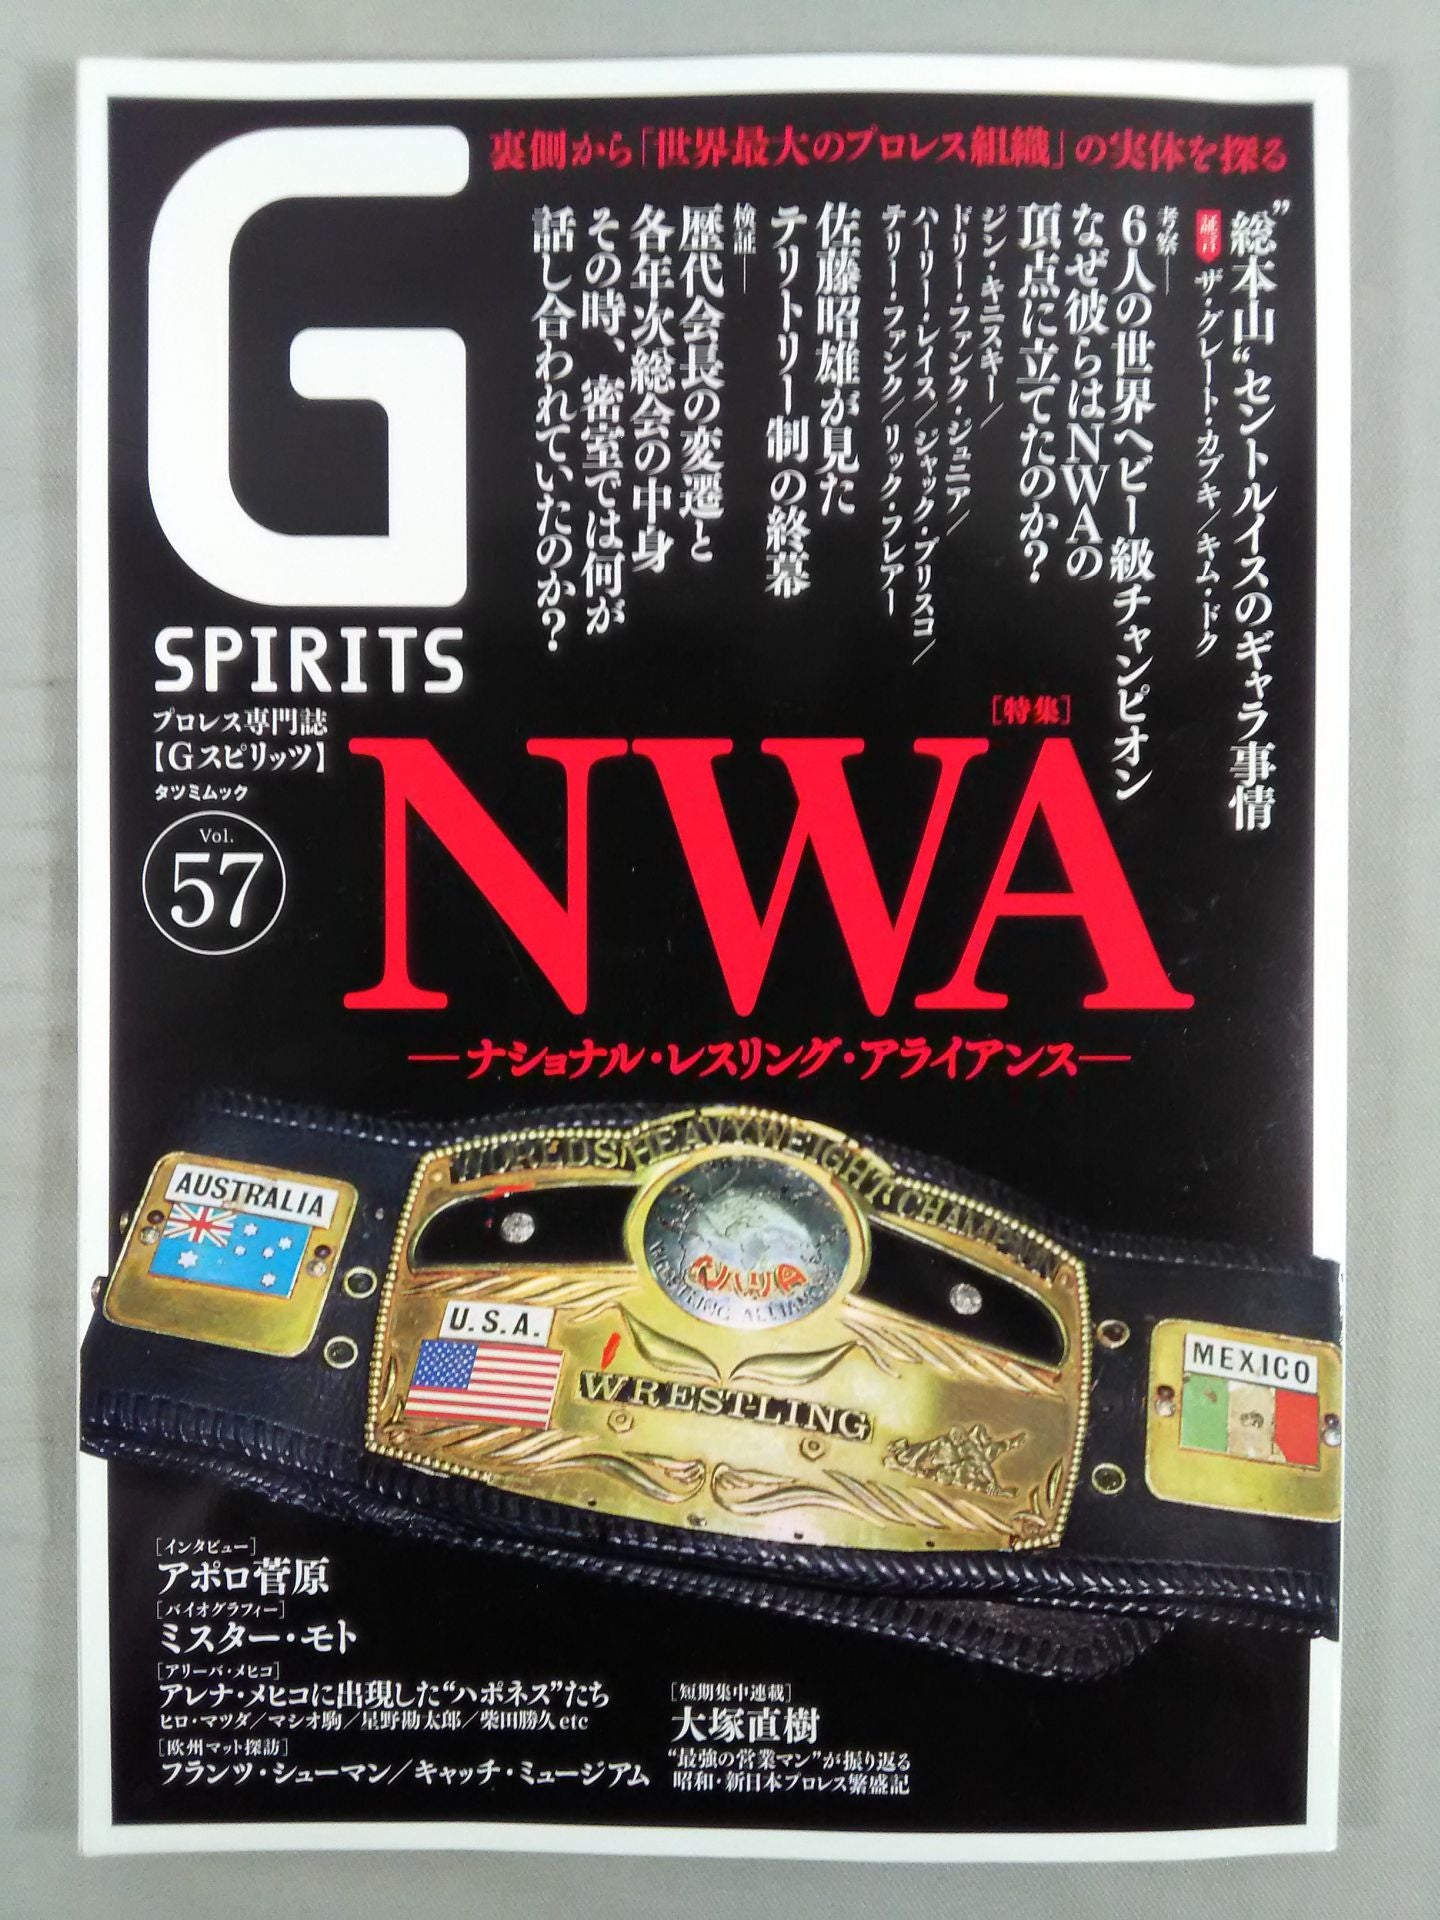 裏側から「世界最大のプロレス組織」の実体を探る
G
SPIRITS
プロレス専門誌
【Gスピリッツ】
タツミムック
Vol.
57
"総本山"セントルイスのギャラ事情
証言 ザ・グレート・カブキ/キム・ドク
考察―
6人の世界ヘビー級チャンピオン
なぜ彼らはNWAの
頂点に立てたのか?
ジン・キニスキー/
ドリー・ファンク・ジュニア/
ハーリー・レイス/ジャック・ブリスコ/
テリー・ファンク/リック・フレアー
佐藤昭雄が見た
テリトリー制の終幕
検証―
歴代会長の変遷と
各年次総会の中身
その時、密室では何が
話し合われていたのか?
[特集]
NWA
―ナショナル・レスリング・アライアンス―
WORLDS HEAVYWEIGHT CHAMPION
AUSTRALIA
U.S.A.
NWA
WRESTLING ALLIANCE
WRESTLING
MEXICO
[インタビュー]
アポロ菅原
[バイオグラフィー]
ミスター・モト
[アリーバ・メヒコ]
アレナ・メヒコに出現した"ハポネス"たち
ヒロ・マツダ/マシオ駒/星野勘太郎/柴田勝久etc
[欧州マット探訪]
フランツ・シューマン/キャッチ・ミュージアム
[短期集中連載]
大塚直樹
"最強の営業マン"が振り返る
昭和・新日本プロレス繁盛記